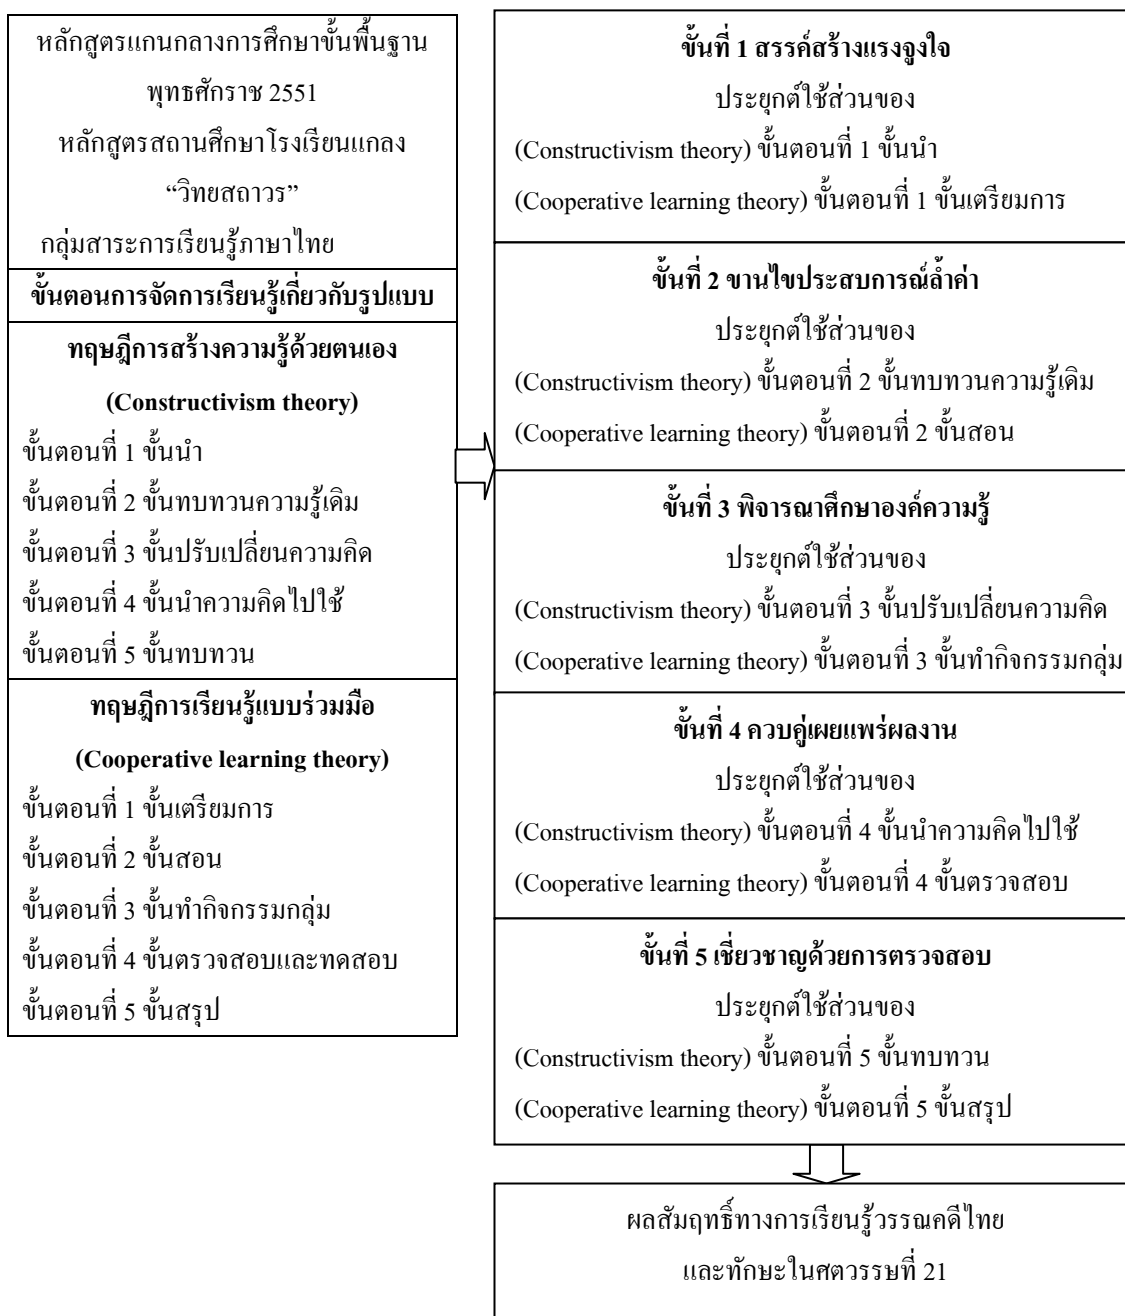 หลักสูตรแกนกลางการศึกษาขั้นพื้นฐาน
พุทธศักราช 2551
หลักสูตรสถานศึกษาโรงเรียนแกลง
“วิทยสถาวร”
กลุ่มสาระการเรียนรู้ภาษาไทย
ขั้นตอนการจัดการเรียนรู้เกี่ยวกับรูปแบบ
ทฤษฎีการสร้างความรู้ด้วยตนเอง
(Constructivism theory)
ขั้นตอนที่ 1 ขั้นนำ
ขั้นตอนที่ 2 ขั้นทบทวนความรู้เดิม
ขั้นตอนที่ 3 ขั้นปรับเปลี่ยนความคิด
ขั้นตอนที่ 4 ขั้นนำความคิดไปใช้
ขั้นตอนที่ 5 ขั้นทบทวน
ทฤษฎีการเรียนรู้แบบร่วมมือ
(Cooperative learning theory)
ขั้นตอนที่ 1 ขั้นเตรียมการ
ขั้นตอนที่ 2 ขั้นสอน
ขั้นตอนที่ 3 ขั้นทำกิจกรรมกลุ่ม
ขั้นตอนที่ 4 ขั้นตรวจสอบและทดสอบ
ขั้นตอนที่ 5 ขั้นสรุป
ขั้นที่ 1 สรรค์สร้างแรงจูงใจ
ประยุกต์ใช้ส่วนของ
(Constructivism theory) ขั้นตอนที่ 1 ขั้นนำ
(Cooperative learning theory) ขั้นตอนที่ 1 ขั้นเตรียมการ
ขั้นที่ 2 ขานไขประสบการณ์ล้ำค่า
ประยุกต์ใช้ส่วนของ
(Constructivism theory) ขั้นตอนที่ 2 ขั้นทบทวนความรู้เดิม
(Cooperative learning theory) ขั้นตอนที่ 2 ขั้นสอน
ขั้นที่ 3 พิจารณาศึกษาองค์ความรู้
ประยุกต์ใช้ส่วนของ
(Constructivism theory) ขั้นตอนที่ 3 ขั้นปรับเปลี่ยนความคิด
(Cooperative learning theory) ขั้นตอนที่ 3 ขั้นทำกิจกรรมกลุ่ม
ขั้นที่ 4 ควบคู่เผยแพร่ผลงาน
ประยุกต์ใช้ส่วนของ
(Constructivism theory) ขั้นตอนที่ 4 ขั้นนำความคิดไปใช้
(Cooperative learning theory) ขั้นตอนที่ 4 ขั้นตรวจสอบ
ขั้นที่ 5 เชี่ยวชาญด้วยการตรวจสอบ
ประยุกต์ใช้ส่วนของ
(Constructivism theory) ขั้นตอนที่ 5 ขั้นทบทวน
(Cooperative learning theory) ขั้นตอนที่ 5 ขั้นสรุป
ผลสัมฤทธิ์ทางการเรียนรู้วรรณคดีไทย
และทักษะในศตวรรษที่ 21